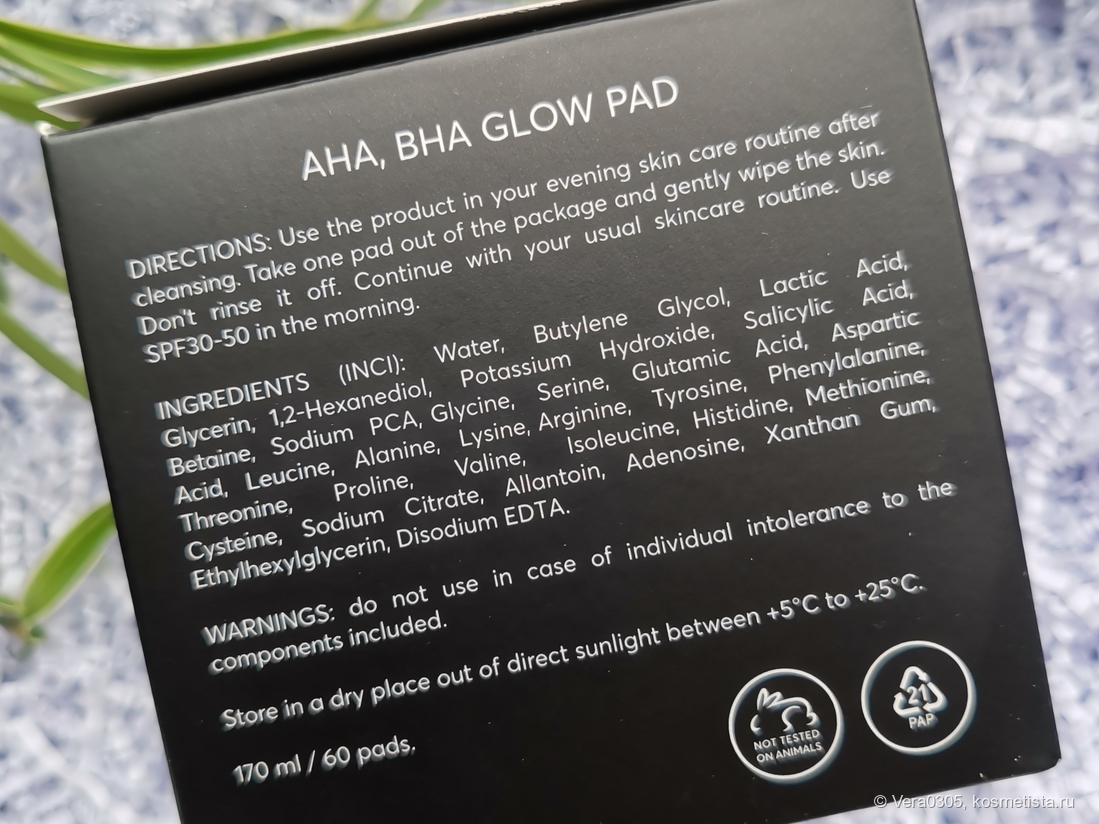 AHA, BHA GLOW PAD
DIRECTIONS: Use the product in your evening skin care routine after
cleansing. Take one pad out of the package and gently wipe the skin.
Don't rinse it off. Continue with your usual skincare routine. Use
SPF30-50 in the morning.
INGREDIENTS (INCI): Water, Butylene Glycol, Lactic Acid,
Glycerin, 1,2-Hexanediol, Potassium Hydroxide, Salicylic Acid,
Betaine, Sodium PCA, Glycine, Serine, Glutamic Acid, Aspartic
Acid, Leucine, Alanine, Lysine, Arginine, Tyrosine, Phenylalanine,
Threonine, Proline, Valine, Isoleucine, Histidine, Methionine,
Cysteine, Sodium Citrate, Allantoin, Adenosine, Xanthan Gum,
Ethylhexylglycerin, Disodium EDTA.
WARNINGS: do not use in case of individual intolerance to the
components included.
Store in a dry place out of direct sunlight between +5°C to +25°C.
170 ml / 60 pads.
NOT TESTED
ON ANIMALS
21
PAP
© Vera0305, kosmetista.ru